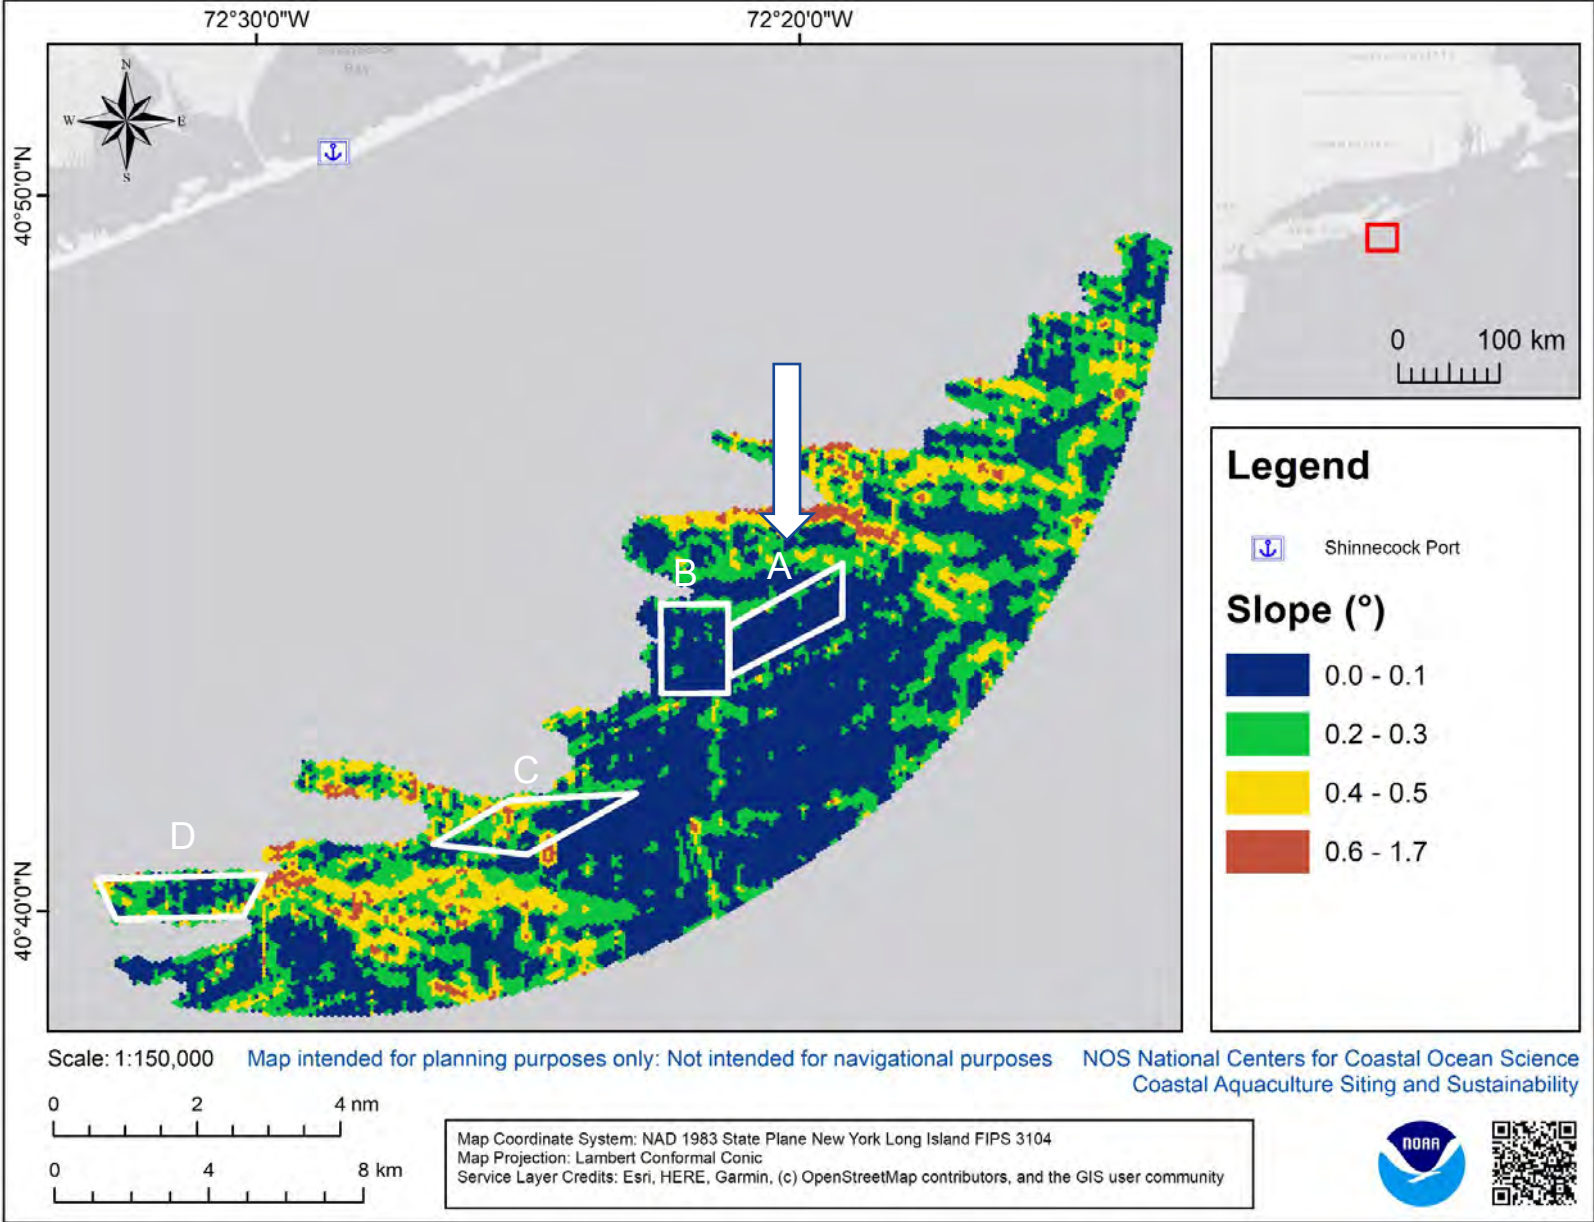 72°30'0"W
72°20'0"W
BAY
N
W
E
S
40°50'0"N
40°40'0"N
A
B
C
D
0 100 km
Legend
Shinnecock Port
Slope (°)
0.0 - 0.1
0.2 - 0.3
0.4 - 0.5
0.6 - 1.7
Scale: 1:150,000
Map intended for planning purposes only: Not intended for navigational purposes
NOS National Centers for Coastal Ocean Science
Coastal Aquaculture Siting and Sustainability
0 2 4 nm
0 4 8 km
Map Coordinate System: NAD 1983 State Plane New York Long Island FIPS 3104
Map Projection: Lambert Conformal Conic
Service Layer Credits: Esri, HERE, Garmin, (c) OpenStreetMap contributors, and the GIS user community
NOAA